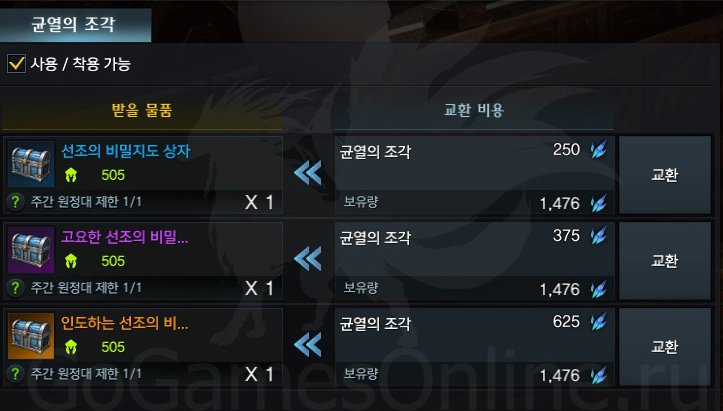 균열의 조각
사용 / 착용 가능
받을 물품
교환 비용
선조의 비밀지도 상자
505
? 주간 원정대 제한 1/1
X 1
균열의 조각
250
보유량
1,476
교환
고요한 선조의 비밀...
505
? 주간 원정대 제한 1/1
X 1
균열의 조각
375
보유량
1,476
교환
인도하는 선조의 비...
505
? 주간 원정대 제한 1/1
X 1
균열의 조각
625
보유량
1,476
교환
GoGamesOnline.ru